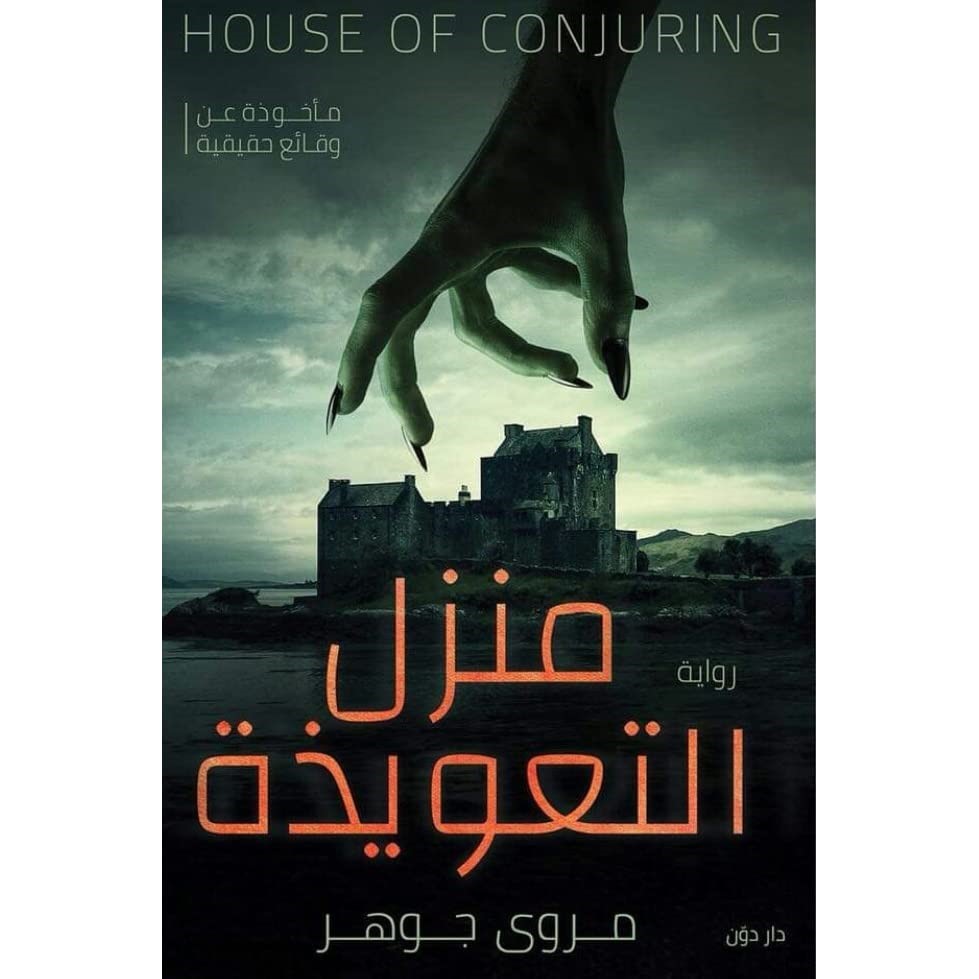 HOUSE OF CONJURING
مأخوذة عن
وقائع حقيقية
منزل
رواية
التعويذة
مروى جوهر
دار دوّن